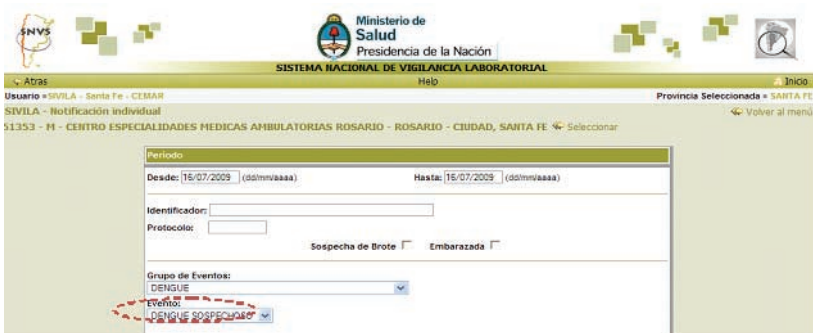 SNVS
Ministerio de
Salud
Presidencia de la Nación
SISTEMA NACIONAL DE VIGILANCIA LABORATORIAL
Atras Help Inicio
Usuario = SIVILA - Santa Fe - CEMAR Provincia Seleccionada = SANTA FE
SIVILA - Notificación individual Volver al menú
51353 - M - CENTRO ESPECIALIDADES MEDICAS AMBULATORIAS ROSARIO - ROSARIO - CIUDAD, SANTA FE Seleccionar
Periodo
Desde: 16/07/2009 (dd/mm/aaaa) Hasta: 16/07/2009 (dd/mm/aaaa)
Identificador:
Protocolo:
Sospecha de Brote Embarazada
Grupo de Eventos:
DENGUE
Evento:
DENGUE SOSPECHOSO